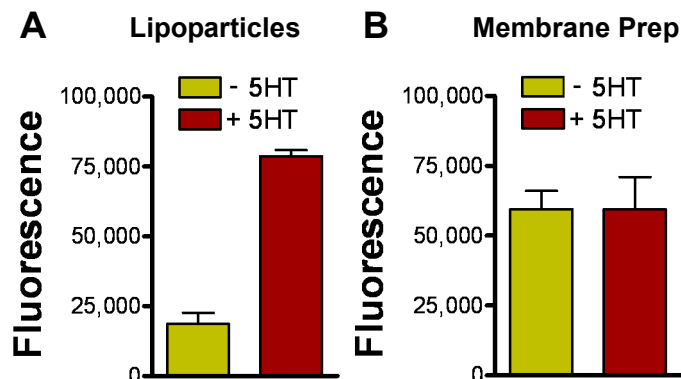 A Lipoparticles
- 5HT
+ 5HT
100,000
75,000
50,000
25,000
0
Fluorescence
B Membrane Prep
- 5HT
+ 5HT
100,000
75,000
50,000
25,000
0
Fluorescence